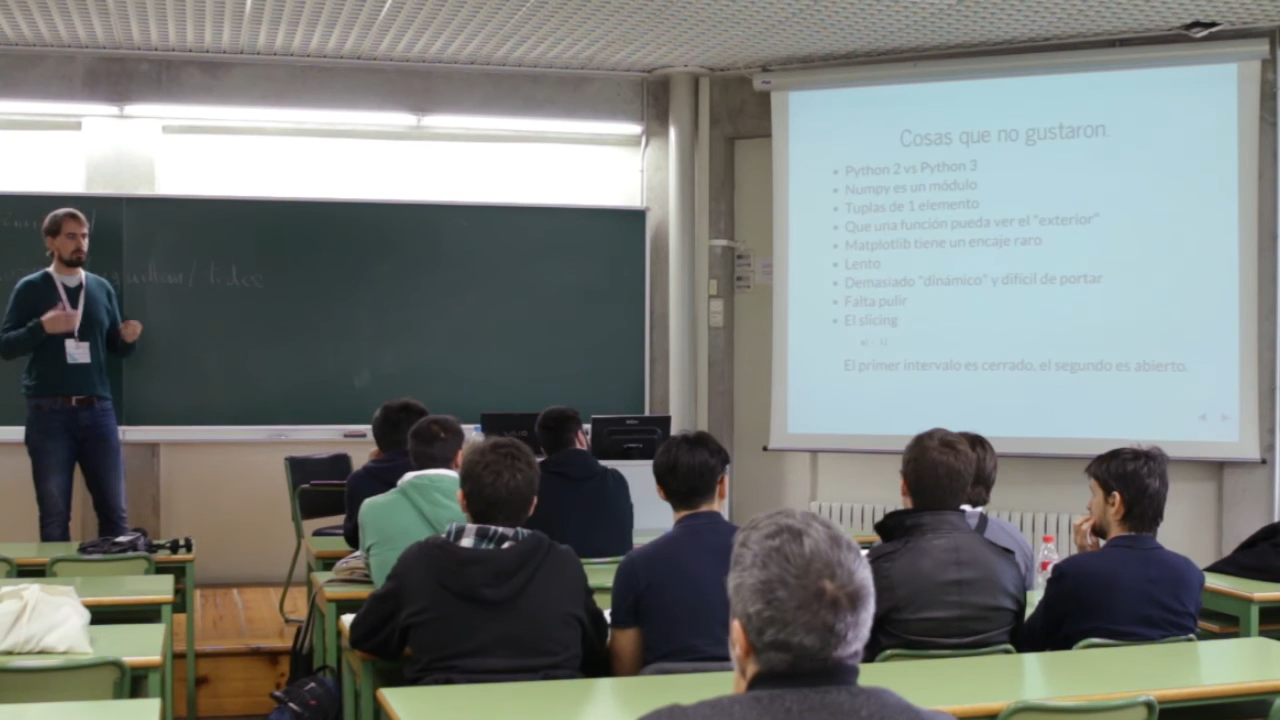 Cosas que no gustaron.
Python 2 vs Python 3
Numpy es un módulo
Tuplas de 1 elemento
Que una función pueda ver el "exterior"
Matplotlib tiene un encaje raro
Lento
Demasiado "dinámico" y difícil de portar
Falta pulir
El slicing
El primer intervalo es cerrado, el segundo es abierto.